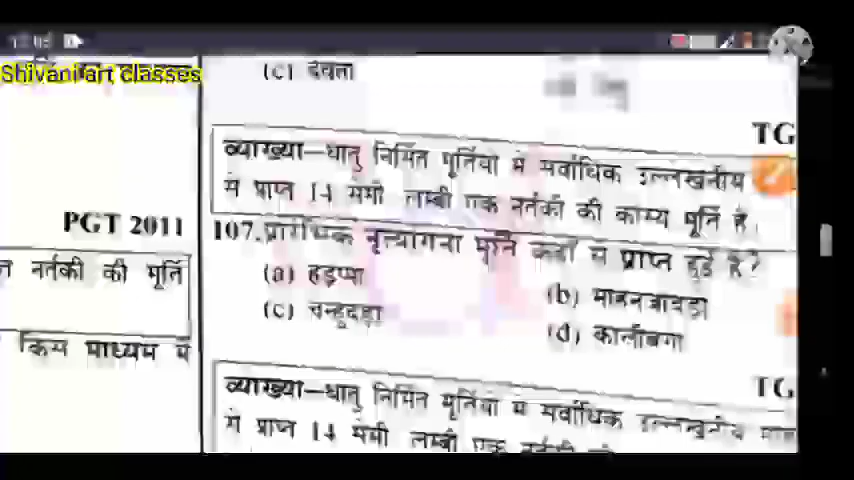 Shivani art classes
(c) देवता
TG
व्याख्या—धातु निर्मित मूर्तियों में सर्वाधिक उल्लेखनीय
में प्राप्त 14 सेमी लम्बी एक नर्तकी की काम्य मूर्ति है।
PGT 2011
नर्तकी की मूर्ति
किस माध्यम में
107. प्रारंभिक नृत्यांगना मूर्ति कहाँ से प्राप्त हुई है?
(a) हड़प्पा
(b) मोहनजोदड़ो
(c) चन्हूदड़ो
(d) कालीबंगा
TG
व्याख्या—धातु निर्मित मूर्तियों में सर्वाधिक उल्लेखनीय
में प्राप्त 14 सेमी लम्बी एक